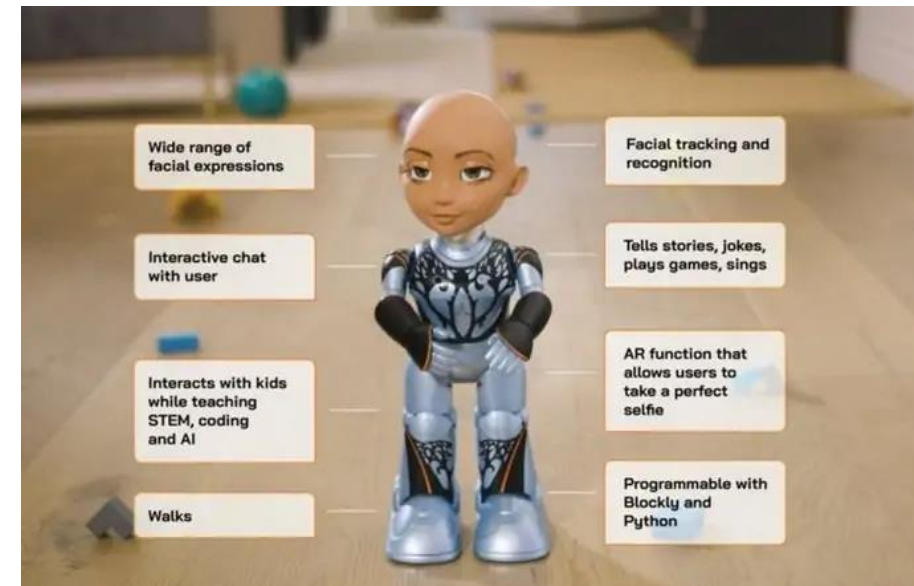 Wide range of
facial expressions
Interactive chat
with user
Interacts with kids
while teaching
STEM, coding
and AI
Walks
Facial tracking and
recognition
Tells stories, jokes,
plays games, sings
AR function that
allows users to
take a perfect
selfie
Programmable with
Blockly and
Python